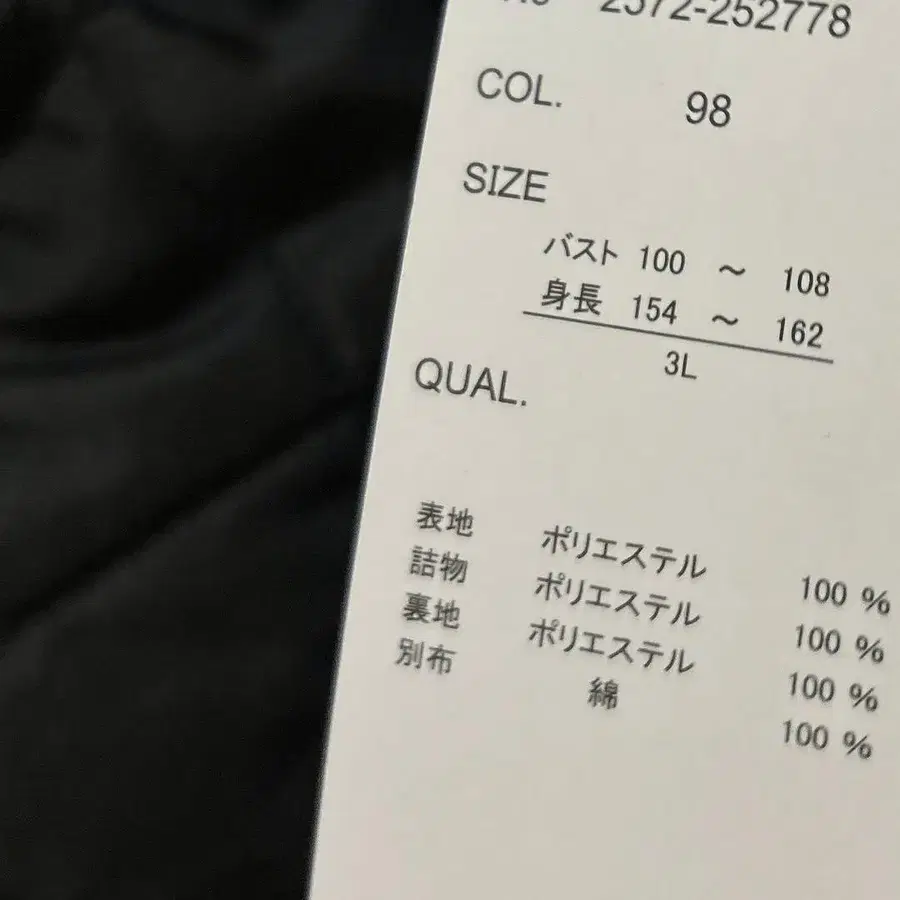 2572-252778
COL. 98
SIZE
バスト 100 ～ 108
身長 154 ～ 162
3L
QUAL.
表地 ポリエステル 100 %
詰物 ポリエステル 100 %
裏地 ポリエステル 100 %
別布 綿 100 %